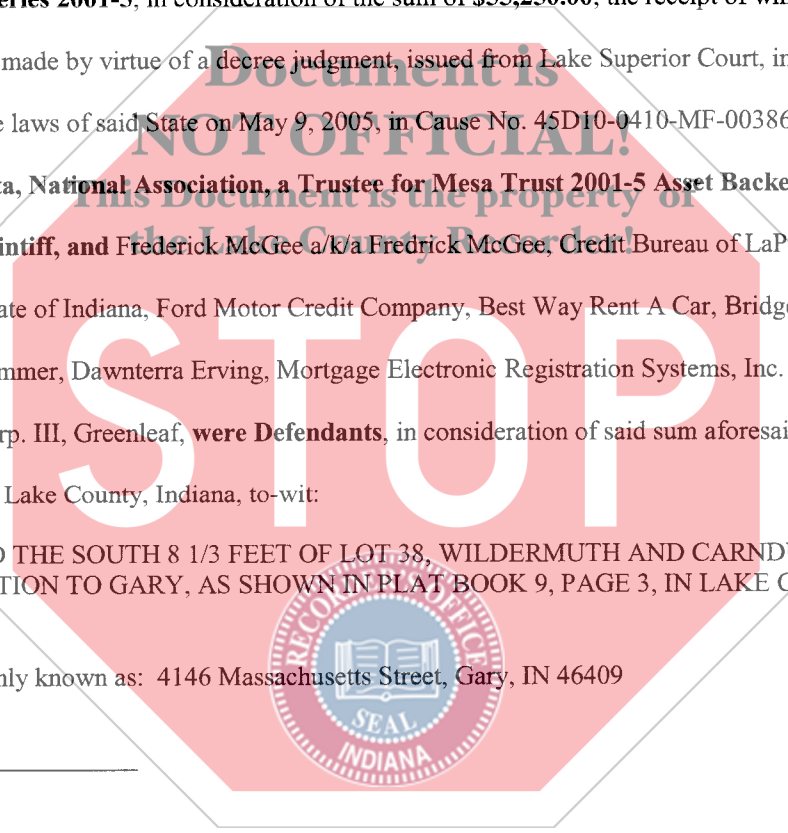 eries 2001-5, in consideration of the sum of $53,250.00, the receipt of wh
made by virtue of a decree judgment, issued from Lake Superior Court, in
e laws of said State on May 9, 2005, in Cause No. 45D10-0410-MF-00386
ta, National Association, a Trustee for Mesa Trust 2001-5 Asset Backe
intiff, and Frederick McGee a/k/a Fredrick McGee, Credit Bureau of LaP
ate of Indiana, Ford Motor Credit Company, Best Way Rent A Car, Bridg
mmer, Dawnterra Erving, Mortgage Electronic Registration Systems, Inc.
rp. III, Greenleaf, were Defendants, in consideration of said sum aforesai
Lake County, Indiana, to-wit:
THE SOUTH 8 1/3 FEET OF LOT 38, WILDERMUTH AND CARND
TION TO GARY, AS SHOWN IN PLAT BOOK 9, PAGE 3, IN LAKE C
nly known as: 4146 Massachusetts Street, Gary, IN 46409
Document is
NOT OFFICIAL!
This Document is the property of
the Lake County Recorder!
STOP
RECORDER'S OFFICE
SEAL
INDIANA